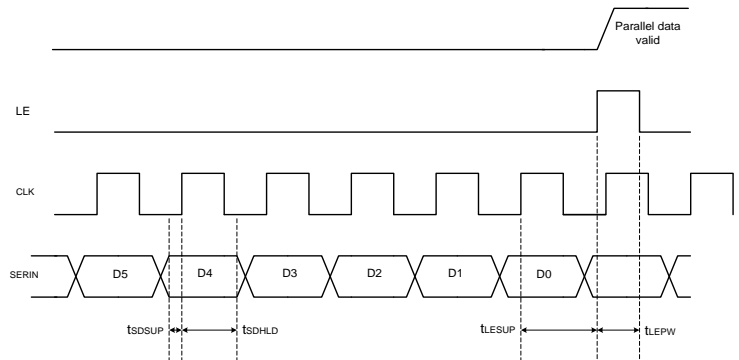 Parallel data
valid
LE
CLK
SERIN
D5
D4
D3
D2
D1
D0
tSDSUP
tSDHLD
tLESUP
tLEPW